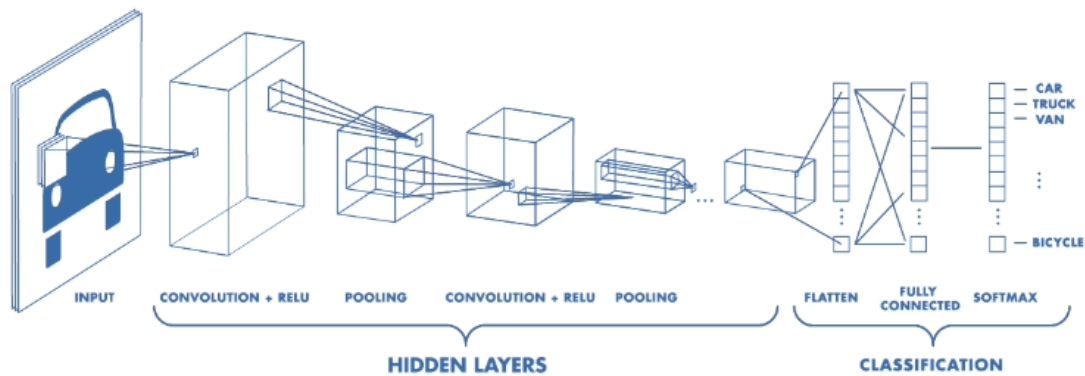 CAR
TRUCK
VAN
BICYCLE
INPUT
CONVOLUTION + RELU
POOLING
CONVOLUTION + RELU
POOLING
FLATTEN
FULLY
CONNECTED
SOFTMAX
HIDDEN LAYERS
CLASSIFICATION